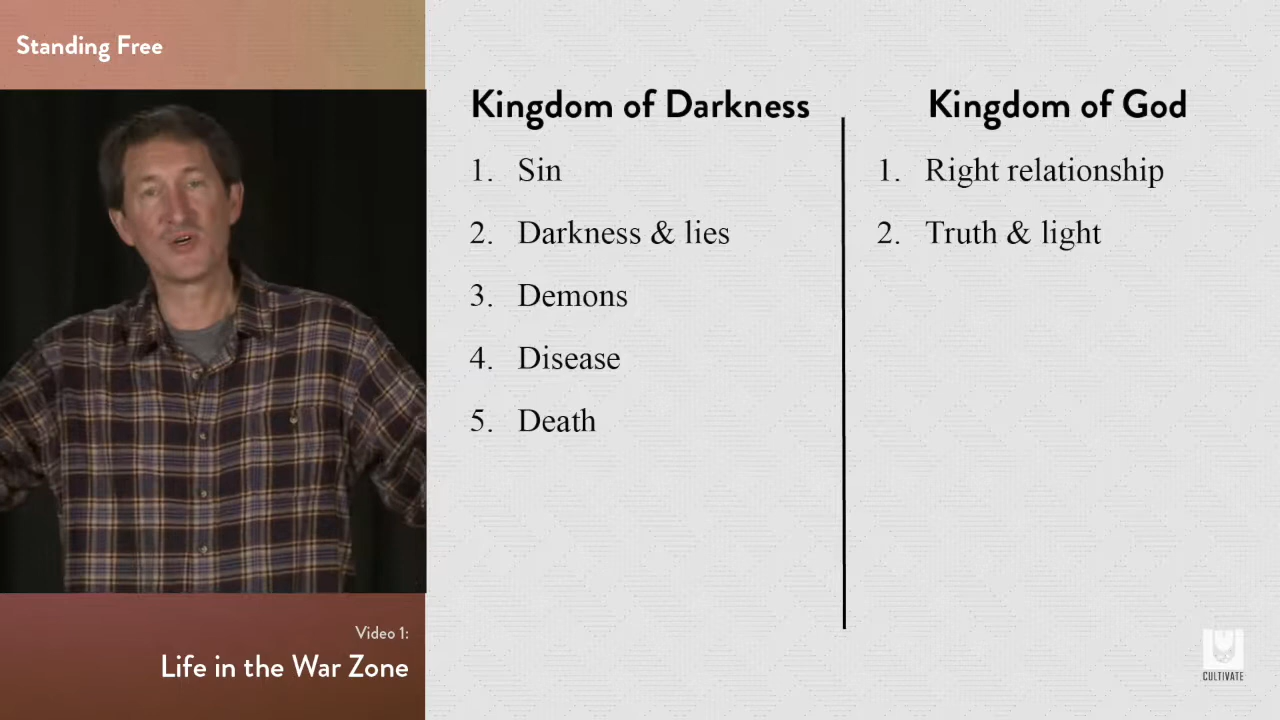 Standing Free
Video 1:
Life in the War Zone
Kingdom of Darkness
1. Sin
2. Darkness & lies
3. Demons
4. Disease
5. Death
Kingdom of God
1. Right relationship
2. Truth & light
CULTIVATE